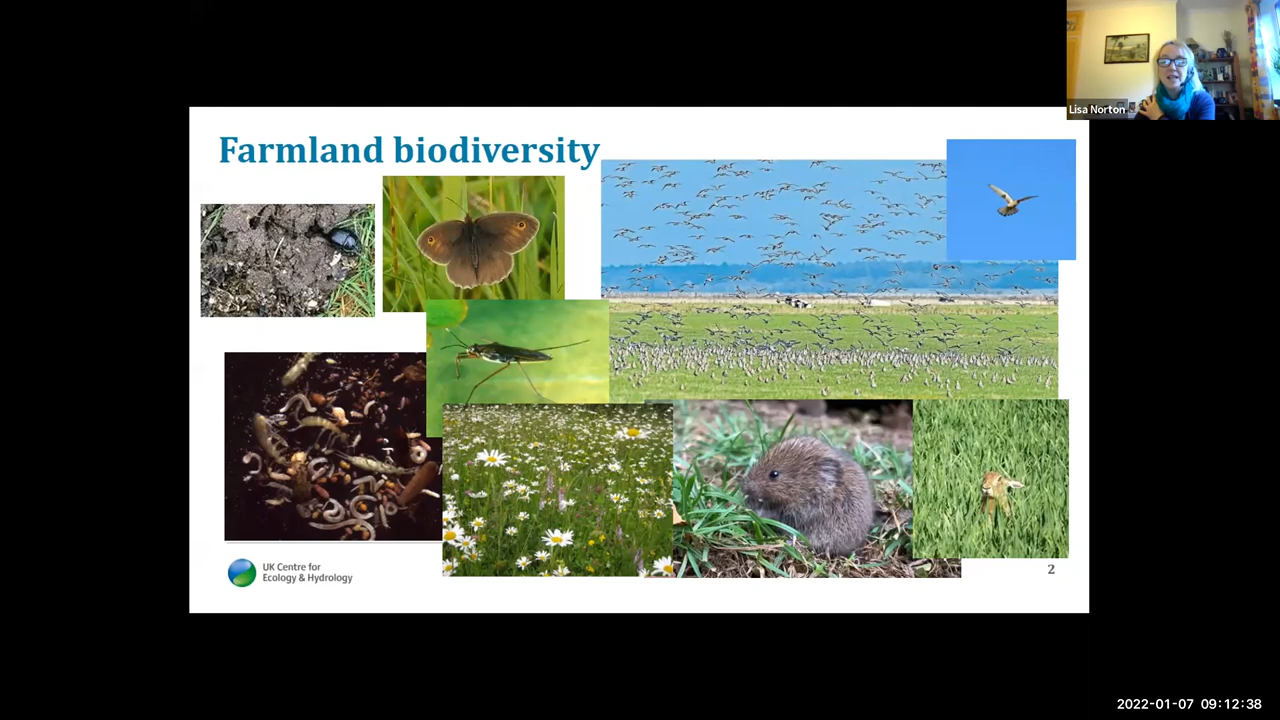 Lisa Norton
Farmland biodiversity
UK Centre for
Ecology & Hydrology
2
2022-01-07 09:12:38